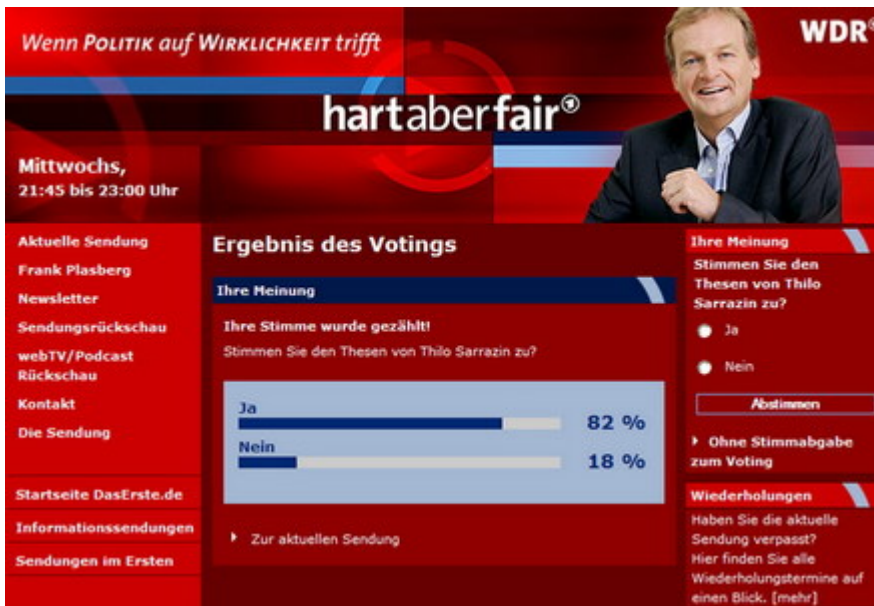 Wenn POLITIK auf WIRKLICHKEIT trifft
WDR®
hartaberfair®
Mittwochs,
21:45 bis 23:00 Uhr
Aktuelle Sendung
Frank Plasberg
Newsletter
Sendungsrückschau
webTV/Podcast
Rückschau
Kontakt
Die Sendung
Startseite DasErste.de
Informationssendungen
Sendungen im Ersten
Ergebnis des Votings
Ihre Meinung
Ihre Stimme wurde gezählt!
Stimmen Sie den Thesen von Thilo Sarrazin zu?
Ja
82 %
Nein
18 %
Zur aktuellen Sendung
Ihre Meinung
Stimmen Sie den
Thesen von Thilo
Sarrazin zu?
Ja
Nein
Abstimmen
Ohne Stimmabgabe
zum Voting
Wiederholungen
Haben Sie die aktuelle
Sendung verpasst?
Hier finden Sie alle
Wiederholungstermine auf
einen Blick. [mehr]